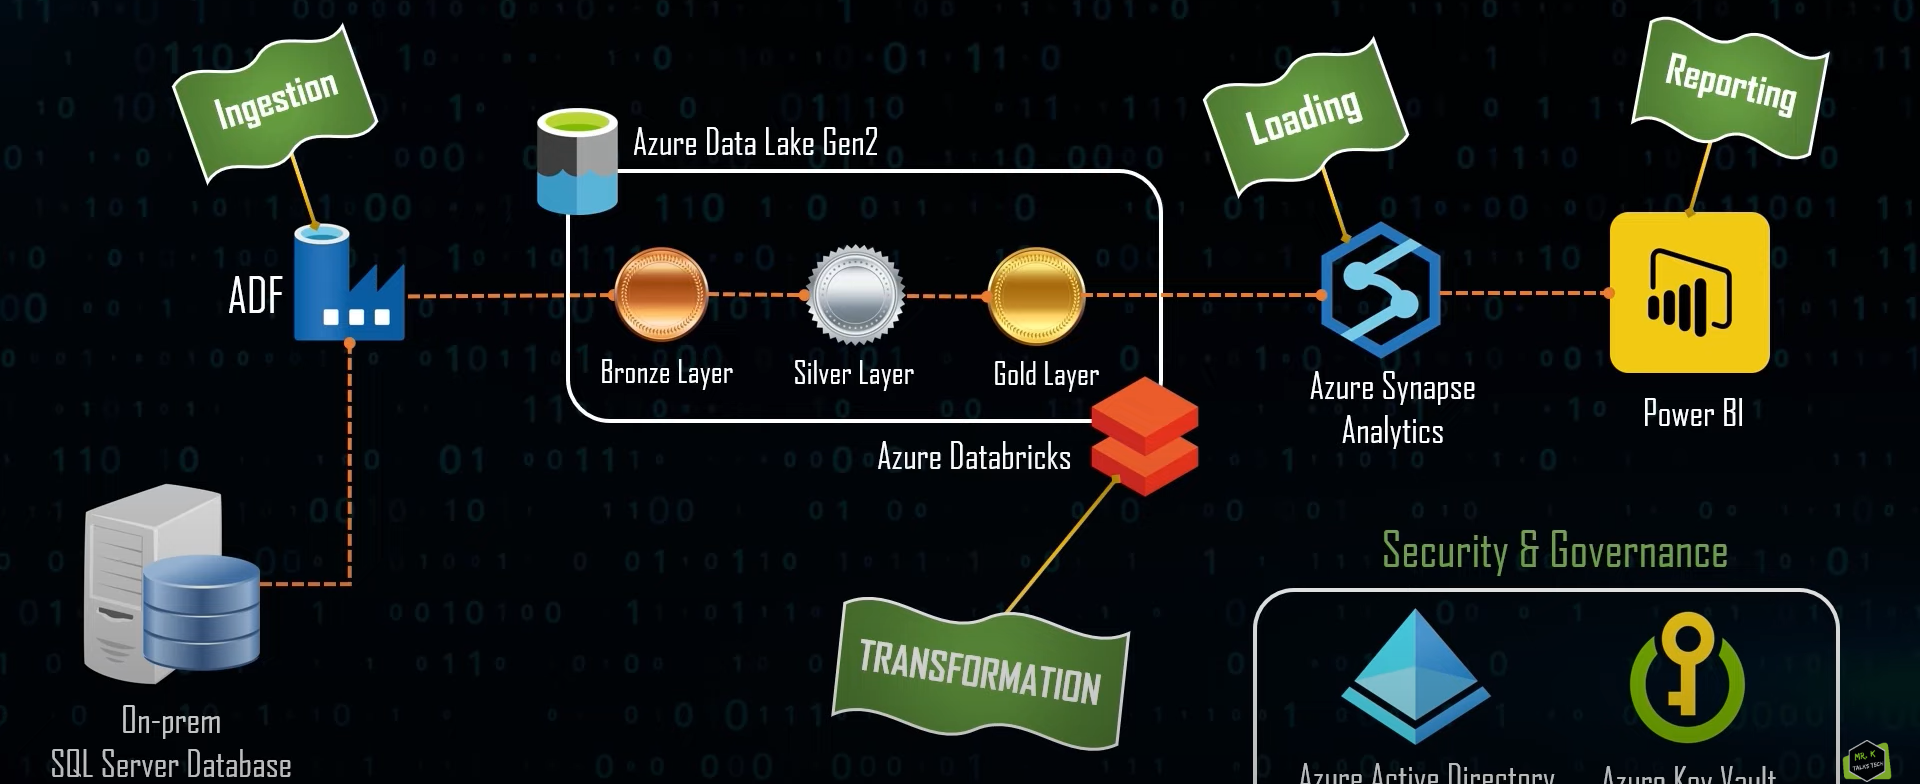 Ingestion
Loading
Reporting
Azure Data Lake Gen2
ADF
Bronze Layer
Silver Layer
Gold Layer
Azure Synapse
Analytics
Power BI
Azure Databricks
Security & Governance
TRANSFORMATION
On-prem
SQL Server Database
Azure Active Directory
Azure Key Vault
MR. K
TALKS TECH